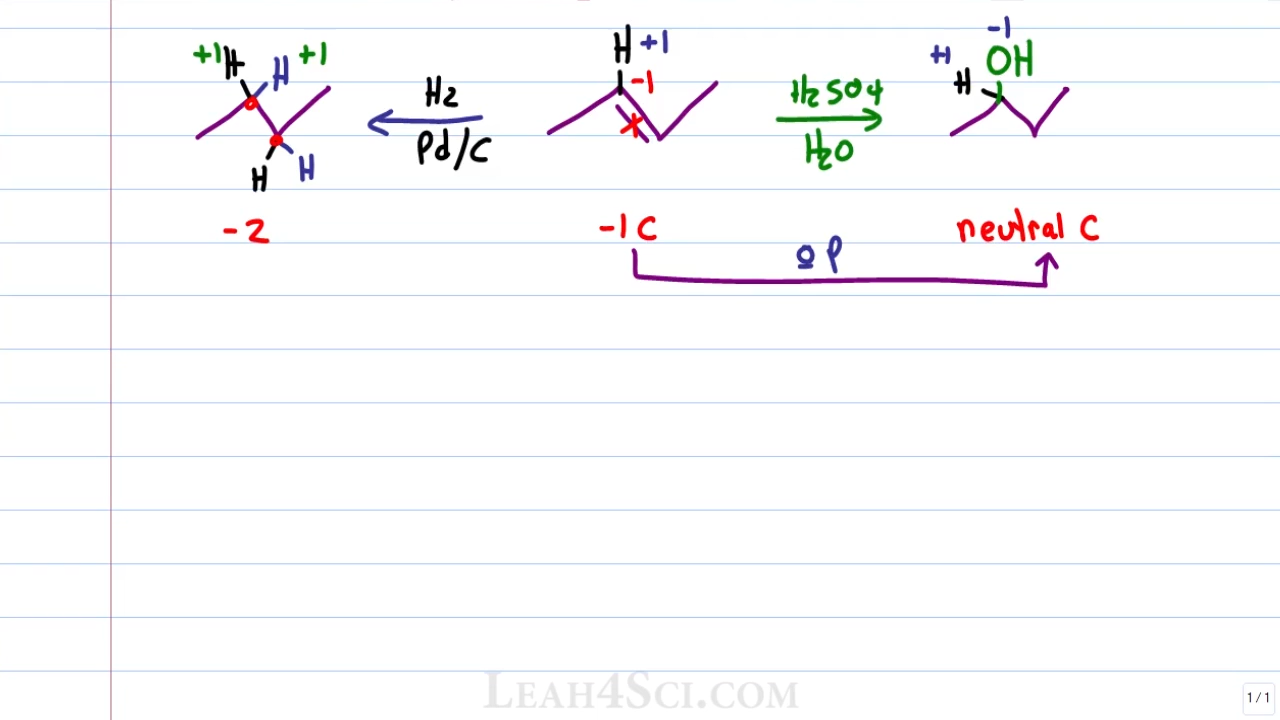 +1 H H +1
H +1
-1
-1
+1 H OH
H2
Pd/C
H2SO4
H2O
H H
-2
-1 C
neutral C
LEAH4SCI.COM
1/1